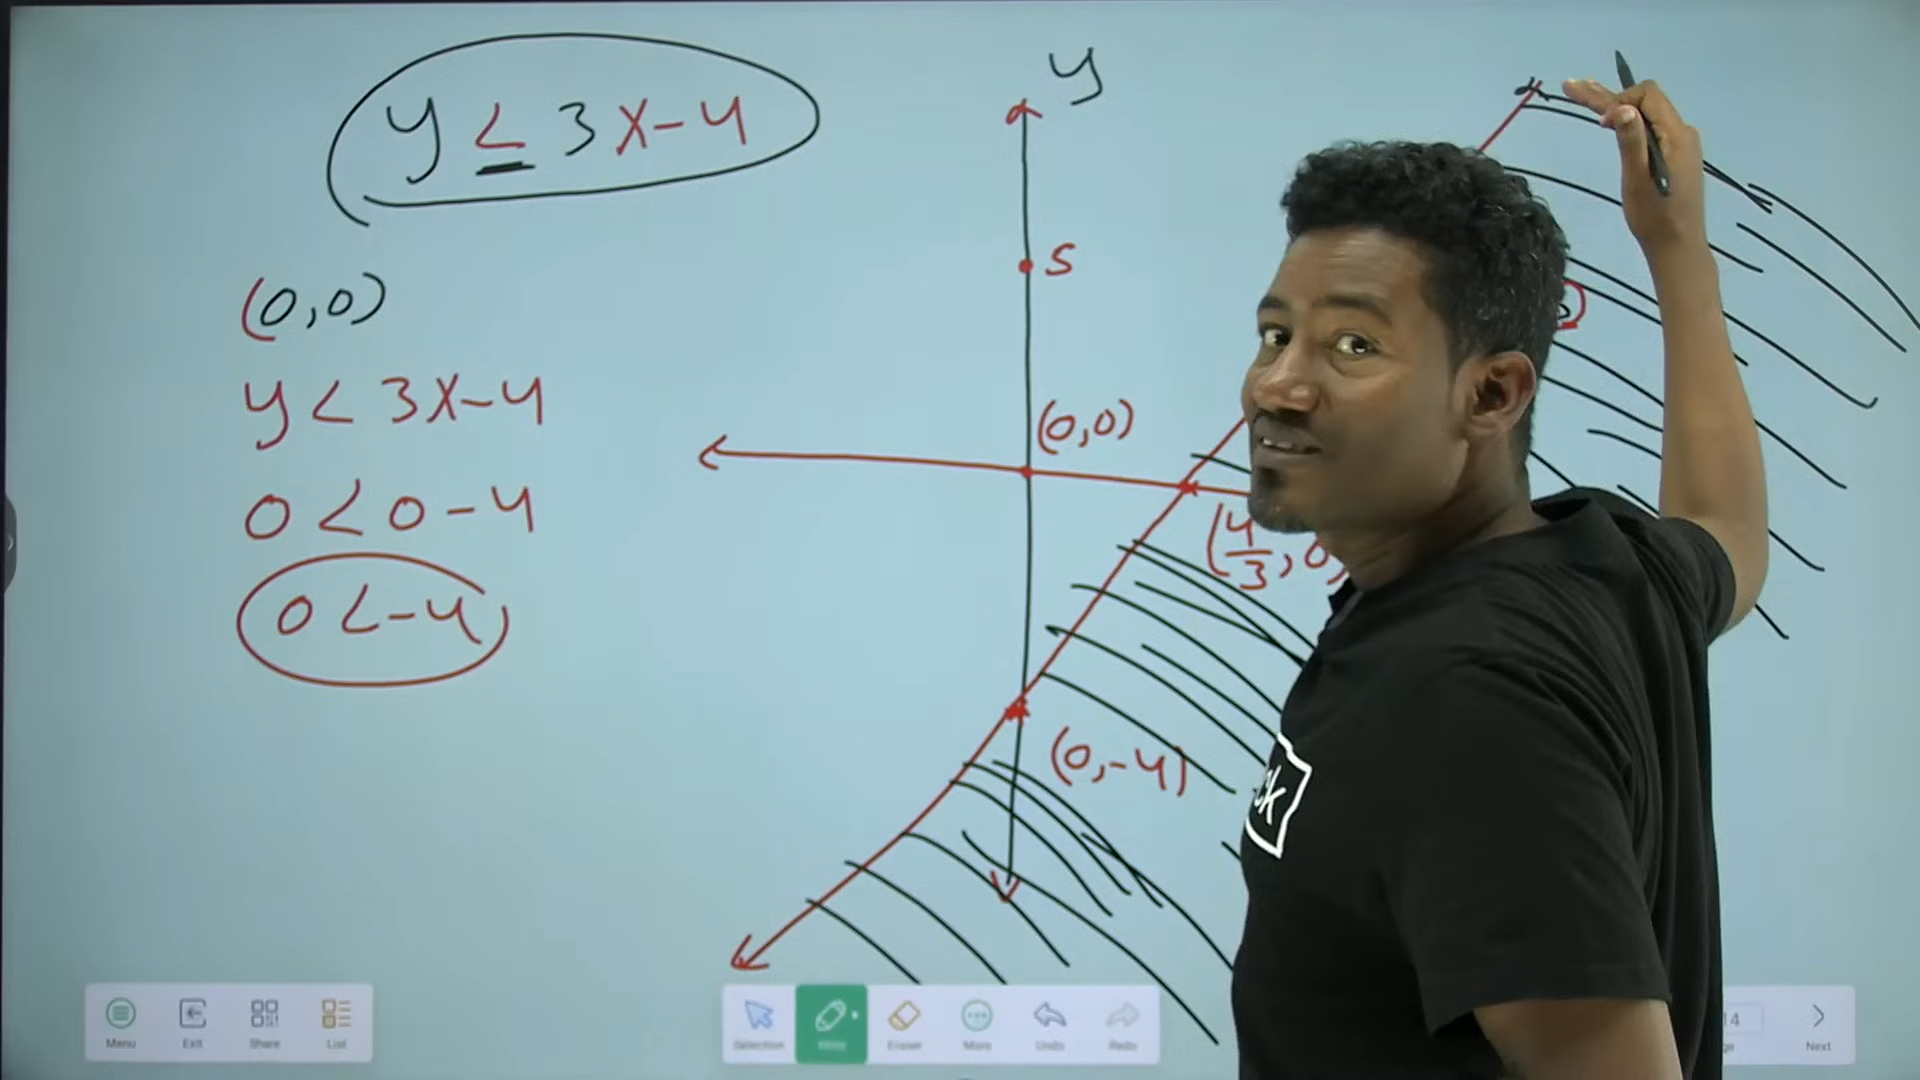 y ≤ 3x-4
(0,0)
y < 3x-4
0 < 0-4
0 < -4
y
5
(0,0)
(4/3, 0)
(0,-4)
Menu
Exit
Share
List
Selection
Write
Eraser
More
Undo
Redo
14
Next